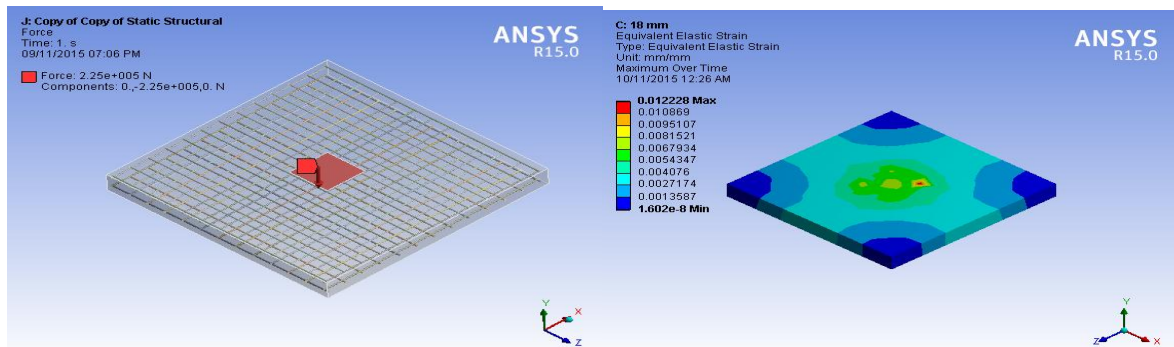 J: Copy of Copy of Static Structural
Force
Time: 1. s
09/11/2015 07:06 PM
Force: 2.25e+005 N
Components: 0.,-2.25e+005,0. N
ANSYS
R15.0
Y
X
Z
C: 18 mm
Equivalent Elastic Strain
Type: Equivalent Elastic Strain
Unit: mm/mm
Maximum Over Time
10/11/2015 12:26 AM
0.012228 Max
0.010869
0.0095107
0.0081521
0.0067934
0.0054347
0.004076
0.0027174
0.0013587
1.602e-8 Min
ANSYS
R15.0
Y
Z
X